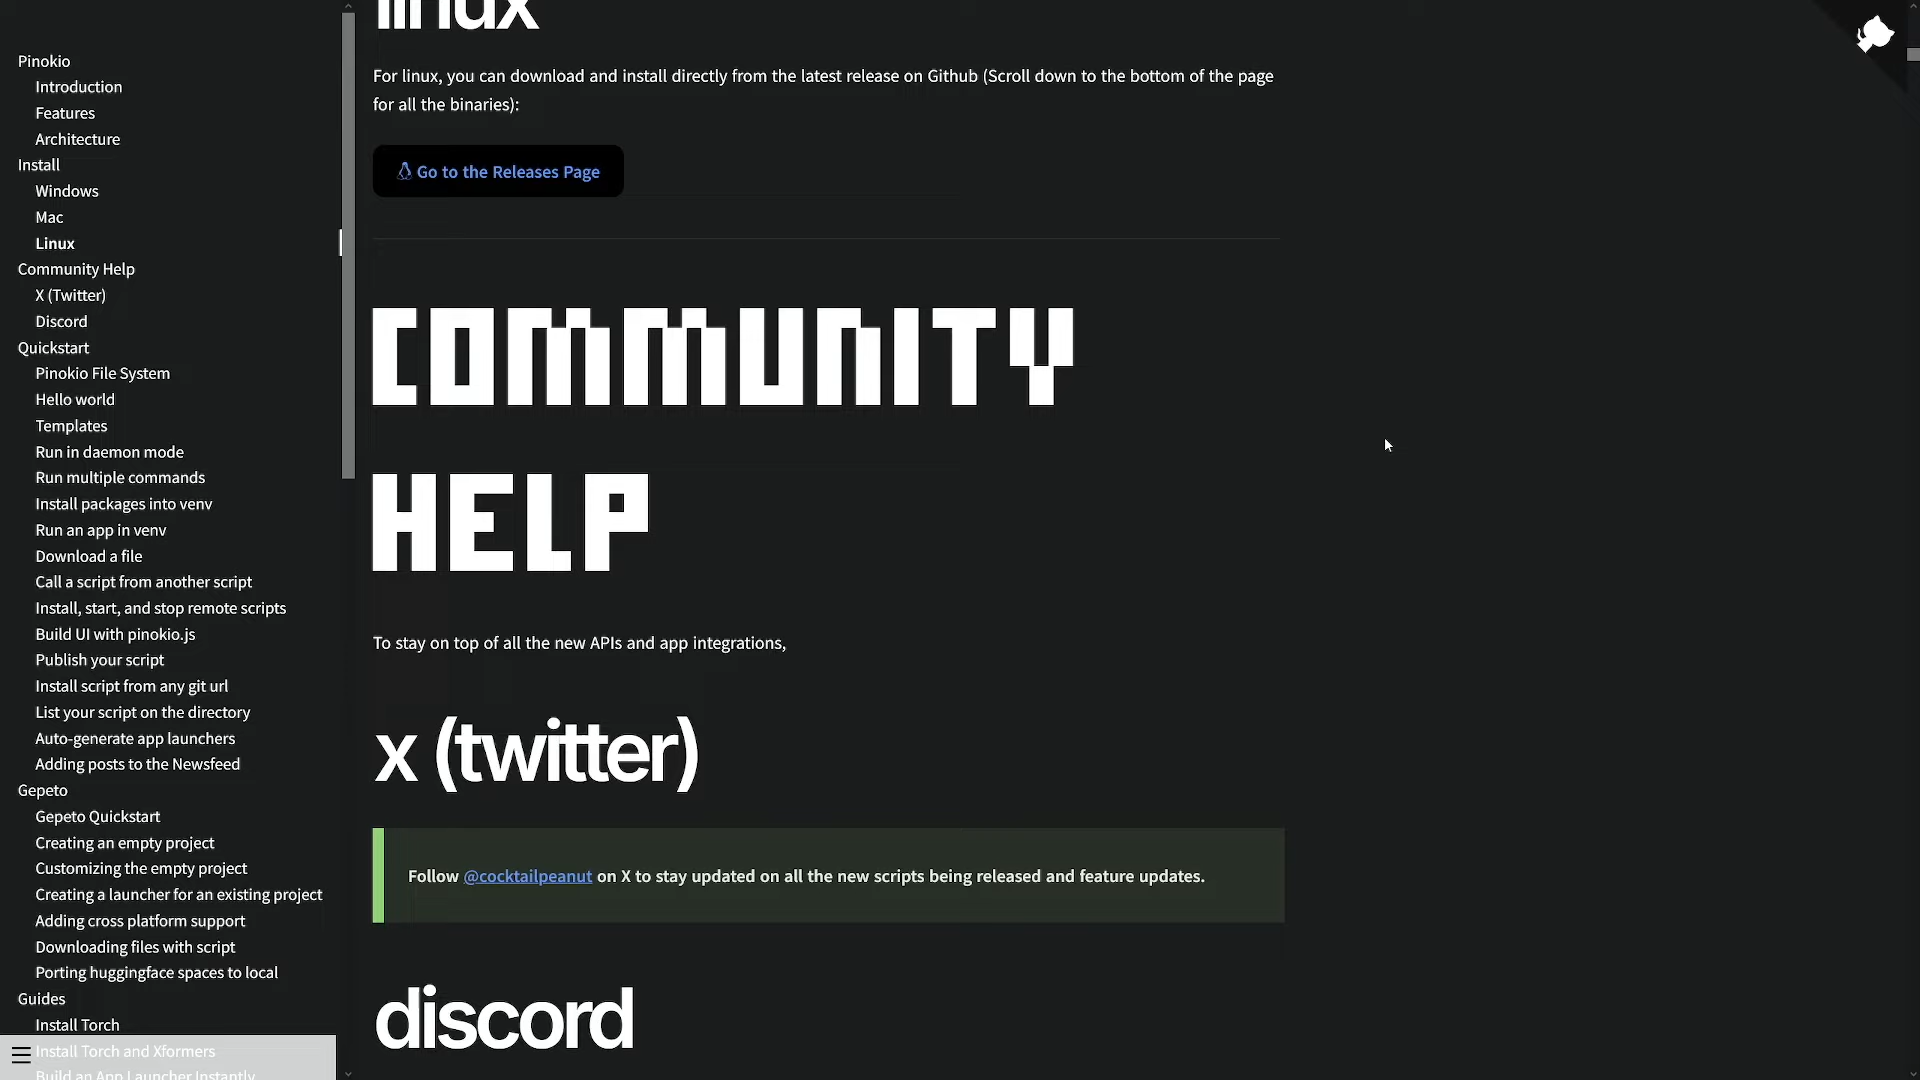 Pinokio
Introduction
Features
Architecture
Install
Windows
Mac
Linux
Community Help
X (Twitter)
Discord
Quickstart
Pinokio File System
Hello world
Templates
Run in daemon mode
Run multiple commands
Install packages into venv
Run an app in venv
Download a file
Call a script from another script
Install, start, and stop remote scripts
Build UI with pinokio.js
Publish your script
Install script from any git url
List your script on the directory
Auto-generate app launchers
Adding posts to the Newsfeed
Gepeto
Gepeto Quickstart
Creating an empty project
Customizing the empty project
Creating a launcher for an existing project
Adding cross platform support
Downloading files with script
Porting huggingface spaces to local
Guides
Install Torch
Install Torch and Xformers
Build an App Launcher Instantly
linux
For linux, you can download and install directly from the latest release on Github (Scroll down to the bottom of the page
for all the binaries):
Go to the Releases Page
COMMUNITY
HELP
To stay on top of all the new APIs and app integrations,
x (twitter)
Follow @cocktailpeanut on X to stay updated on all the new scripts being released and feature updates.
discord